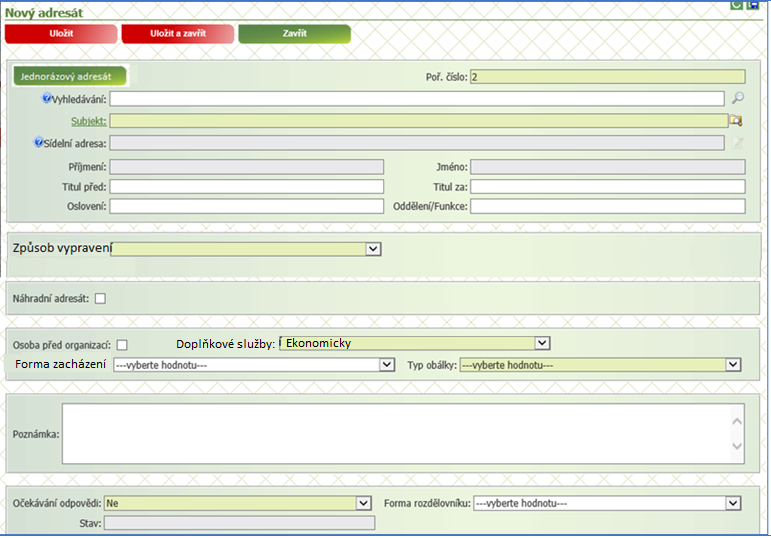 Nový adresát
Uložit Uložit a zavřít Zavřít
Jednorázový adresát Poř. číslo: 2
Vyhledávání:
Subjekt:
Sídelní adresa:
Příjmení: Jméno:
Titul před: Titul za:
Oslovení: Oddělení/Funkce:
Způsob vypravení
Náhradní adresát:
Osoba před organizací: Doplňkové služby: Ekonomicky
Forma zacházení ---vyberte hodnotu--- Typ obálky: ---vyberte hodnotu---
Poznámka:
Očekávání odpovědi: Ne Forma rozdělovníku: ---vyberte hodnotu---
Stav: